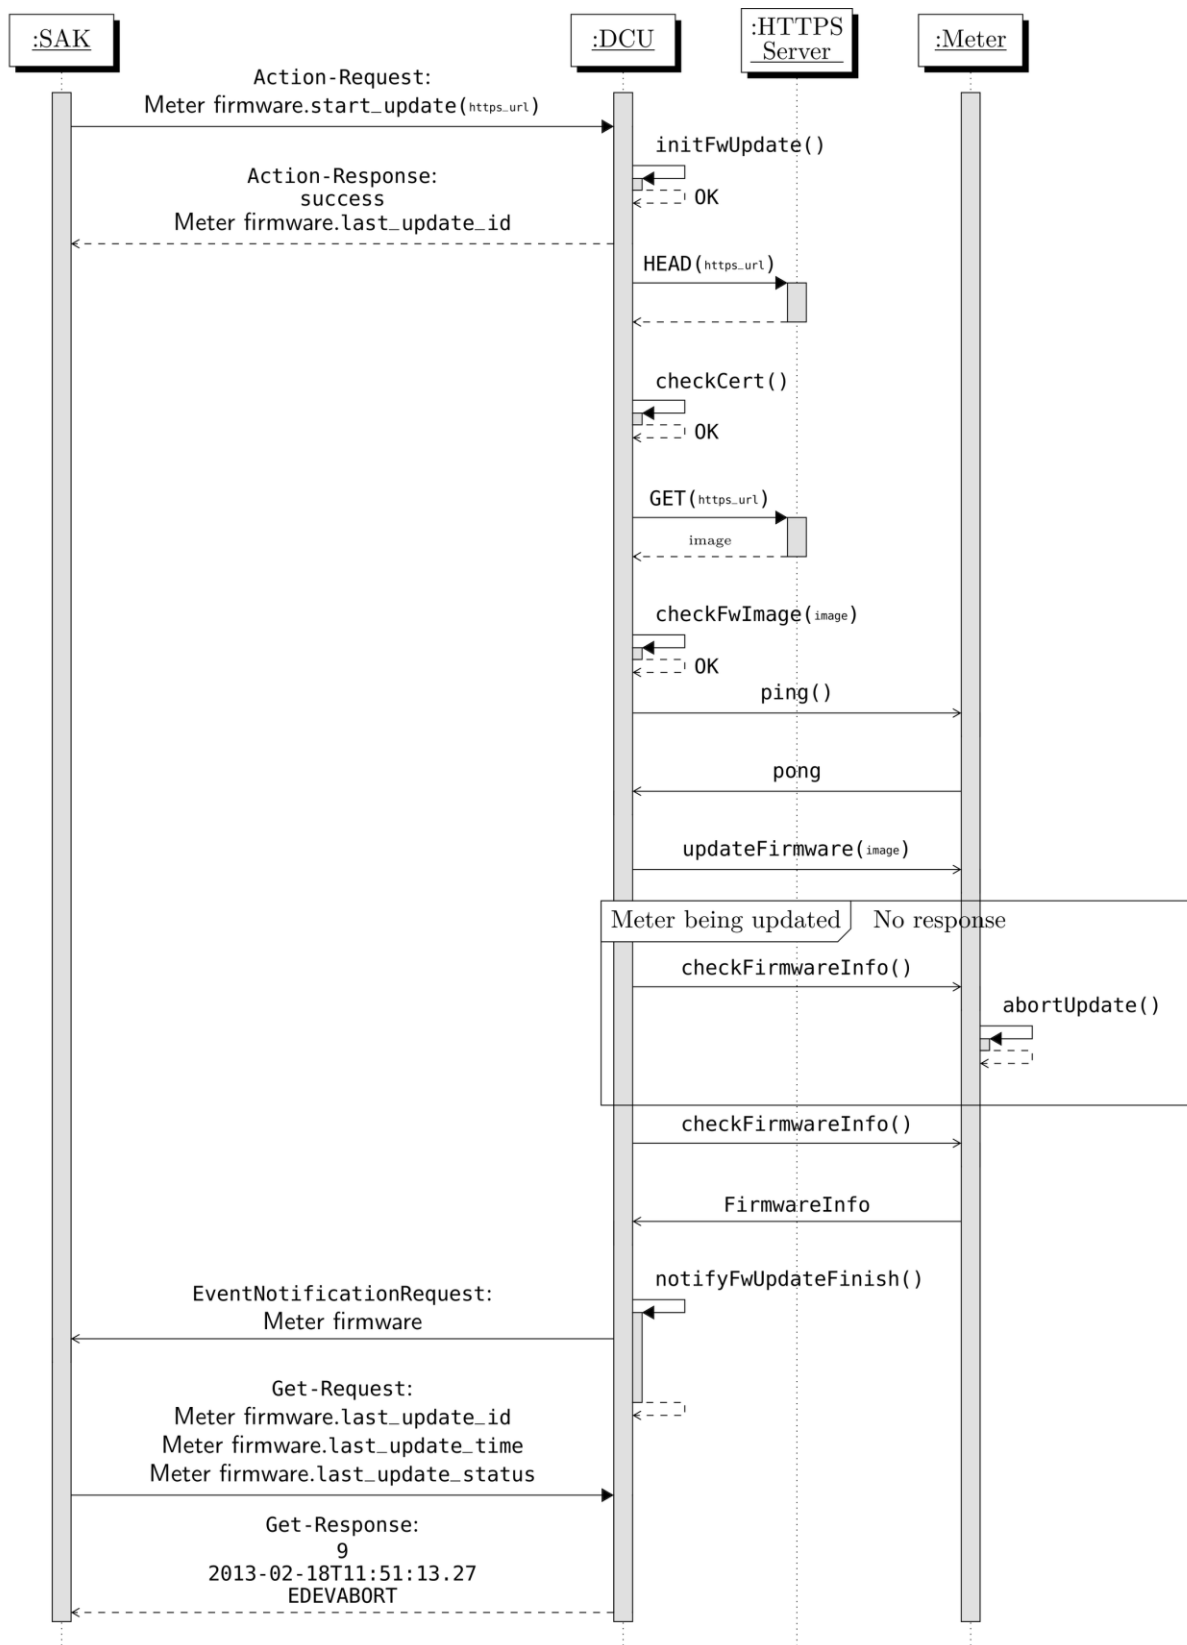 :SAK
:DCU
:HTTPS
Server
:Meter
Action-Request:
Meter firmware.start_update(https_url)
initFwUpdate()
OK
Action-Response:
success
Meter firmware.last_update_id
HEAD(https_url)
checkCert()
OK
GET(https_url)
image
checkFwImage(image)
OK
ping()
pong
updateFirmware(image)
Meter being updated
No response
checkFirmwareInfo()
abortUpdate()
checkFirmwareInfo()
FirmwareInfo
notifyFwUpdateFinish()
EventNotificationRequest:
Meter firmware
Get-Request:
Meter firmware.last_update_id
Meter firmware.last_update_time
Meter firmware.last_update_status
Get-Response:
9
2013-02-18T11:51:13.27
EDEVABORT